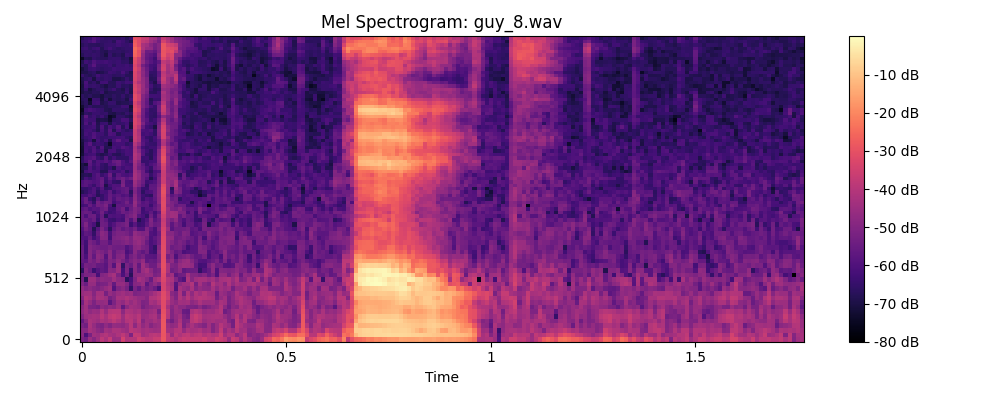 Mel Spectrogram: guy_8.wav
Hz
4096
2048
1024
512
0
0 0.5 1 1.5
Time
-10 dB
-20 dB
-30 dB
-40 dB
-50 dB
-60 dB
-70 dB
-80 dB